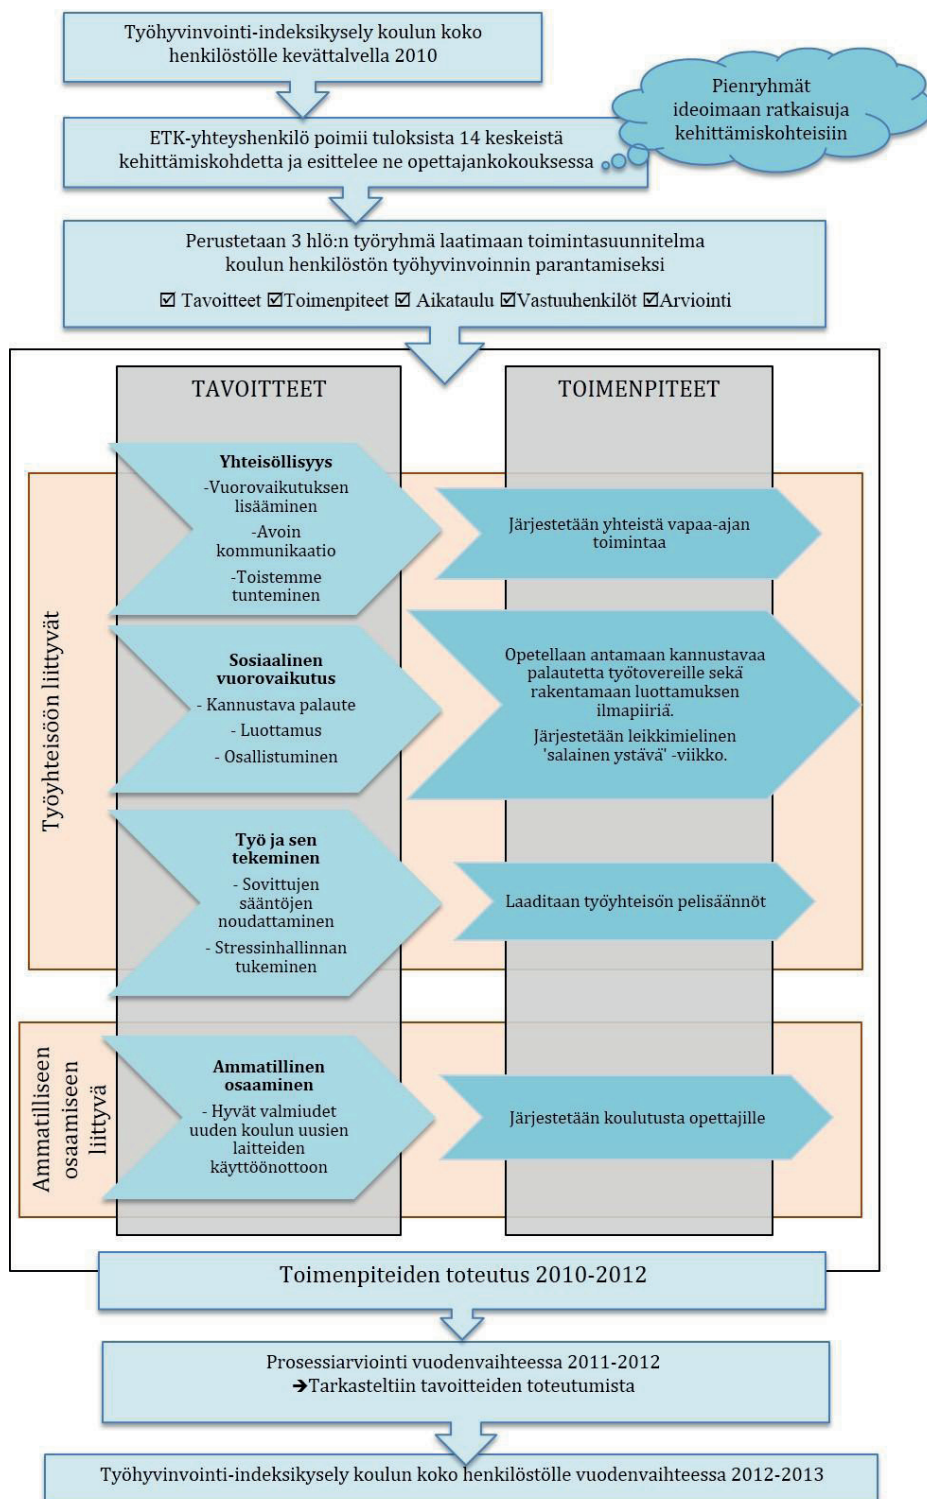 Työhyvinvointi-indeksikysely koulun koko
henkilöstölle kevättalvella 2010
Pienryhmät
ideoimaan ratkaisuja
kehittämiskohteisiin
ETK-yhteyshenkilö poimii tuloksista 14 keskeistä
kehittämiskohdetta ja esittelee ne opettajankokouksessa
Perustetaan 3 hlö:n työryhmä laatimaan toimintasuunnitelma
koulun henkilöstön työhyvinvoinnin parantamiseksi
☑ Tavoitteet ☑Toimenpiteet ☑ Aikataulu ☑Vastuuhenkilöt ☑Arviointi
TAVOITTEET
TOIMENPITEET
Työyhteisöön liittyvät
Yhteisöllisyys
-Vuorovaikutuksen
lisääminen
-Avoin
kommunikaatio
-Toistemme
tunteminen
Järjestetään yhteistä vapaa-ajan
toimintaa
Sosiaalinen
vuorovaikutus
- Kannustava palaute
- Luottamus
- Osallistuminen
Opetellaan antamaan kannustavaa
palautetta työtovereille sekä
rakentamaan luottamuksen
ilmapiiriä.
Järjestetään leikkimielinen
'salainen ystävä' -viikko.
Työ ja sen
tekeminen
- Sovittujen
sääntöjen
noudattaminen
- Stressinhallinnan
tukeminen
Laaditaan työyhteisön pelisäännöt
Ammatilliseen
osaamiseen
liittyvä
Ammatillinen
osaaminen
- Hyvät valmiudet
uuden koulun uusien
laitteiden
käyttöönottoon
Järjestetään koulutusta opettajille
Toimenpiteiden toteutus 2010-2012
Prosessiarviointi vuodenvaihteessa 2011-2012
➔Tarkasteltiin tavoitteiden toteutumista
Työhyvinvointi-indeksikysely koulun koko henkilöstölle vuodenvaihteessa 2012-2013